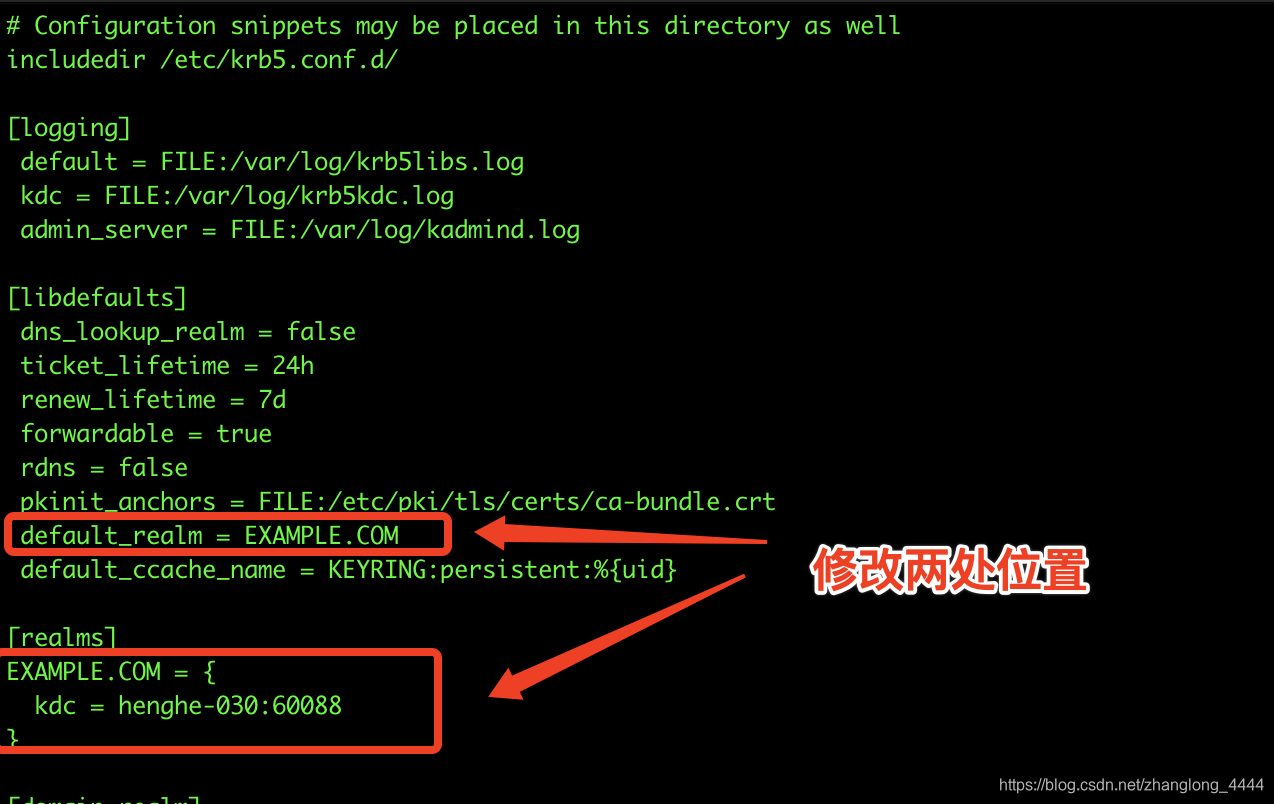 # Configuration snippets may be placed in this directory as well
includedir /etc/krb5.conf.d/
[logging]
default = FILE:/var/log/krb5libs.log
kdc = FILE:/var/log/krb5kdc.log
admin_server = FILE:/var/log/kadmind.log
[libdefaults]
dns_lookup_realm = false
ticket_lifetime = 24h
renew_lifetime = 7d
forwardable = true
rdns = false
pkinit_anchors = FILE:/etc/pki/tls/certs/ca-bundle.crt
default_realm = EXAMPLE.COM
default_ccache_name = KEYRING:persistent:%{uid}
修改两处位置
[realms]
EXAMPLE.COM = {
kdc = henghe-030:60088
}
[domain_realm]
https://blog.csdn.net/zhanglong_4444